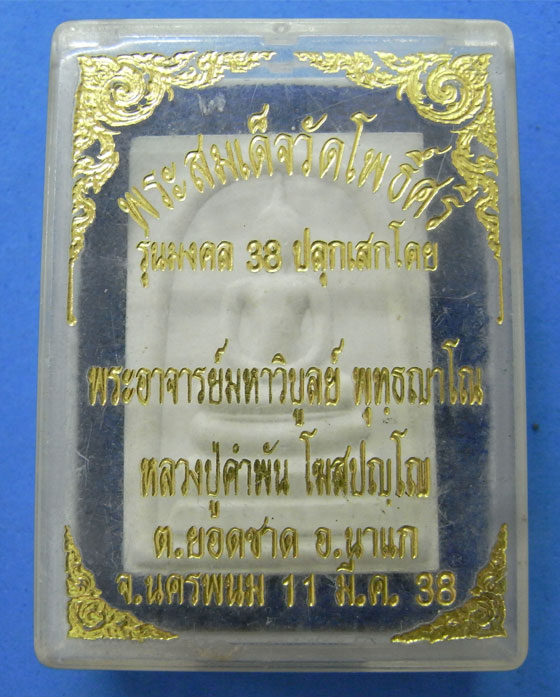 พระสมเด็จวัดโพธิ์ศรี
รุ่นมงคล 38 ปลุกเสกโดย
พระอาจารย์มหาวิบูลย์ พุทฺธญาโณ
หลวงปู่คำพัน โฆสปญฺโญ
ต.ยอดชาด อ.นาแก
จ.นครพนม 11 มี.ค. 38